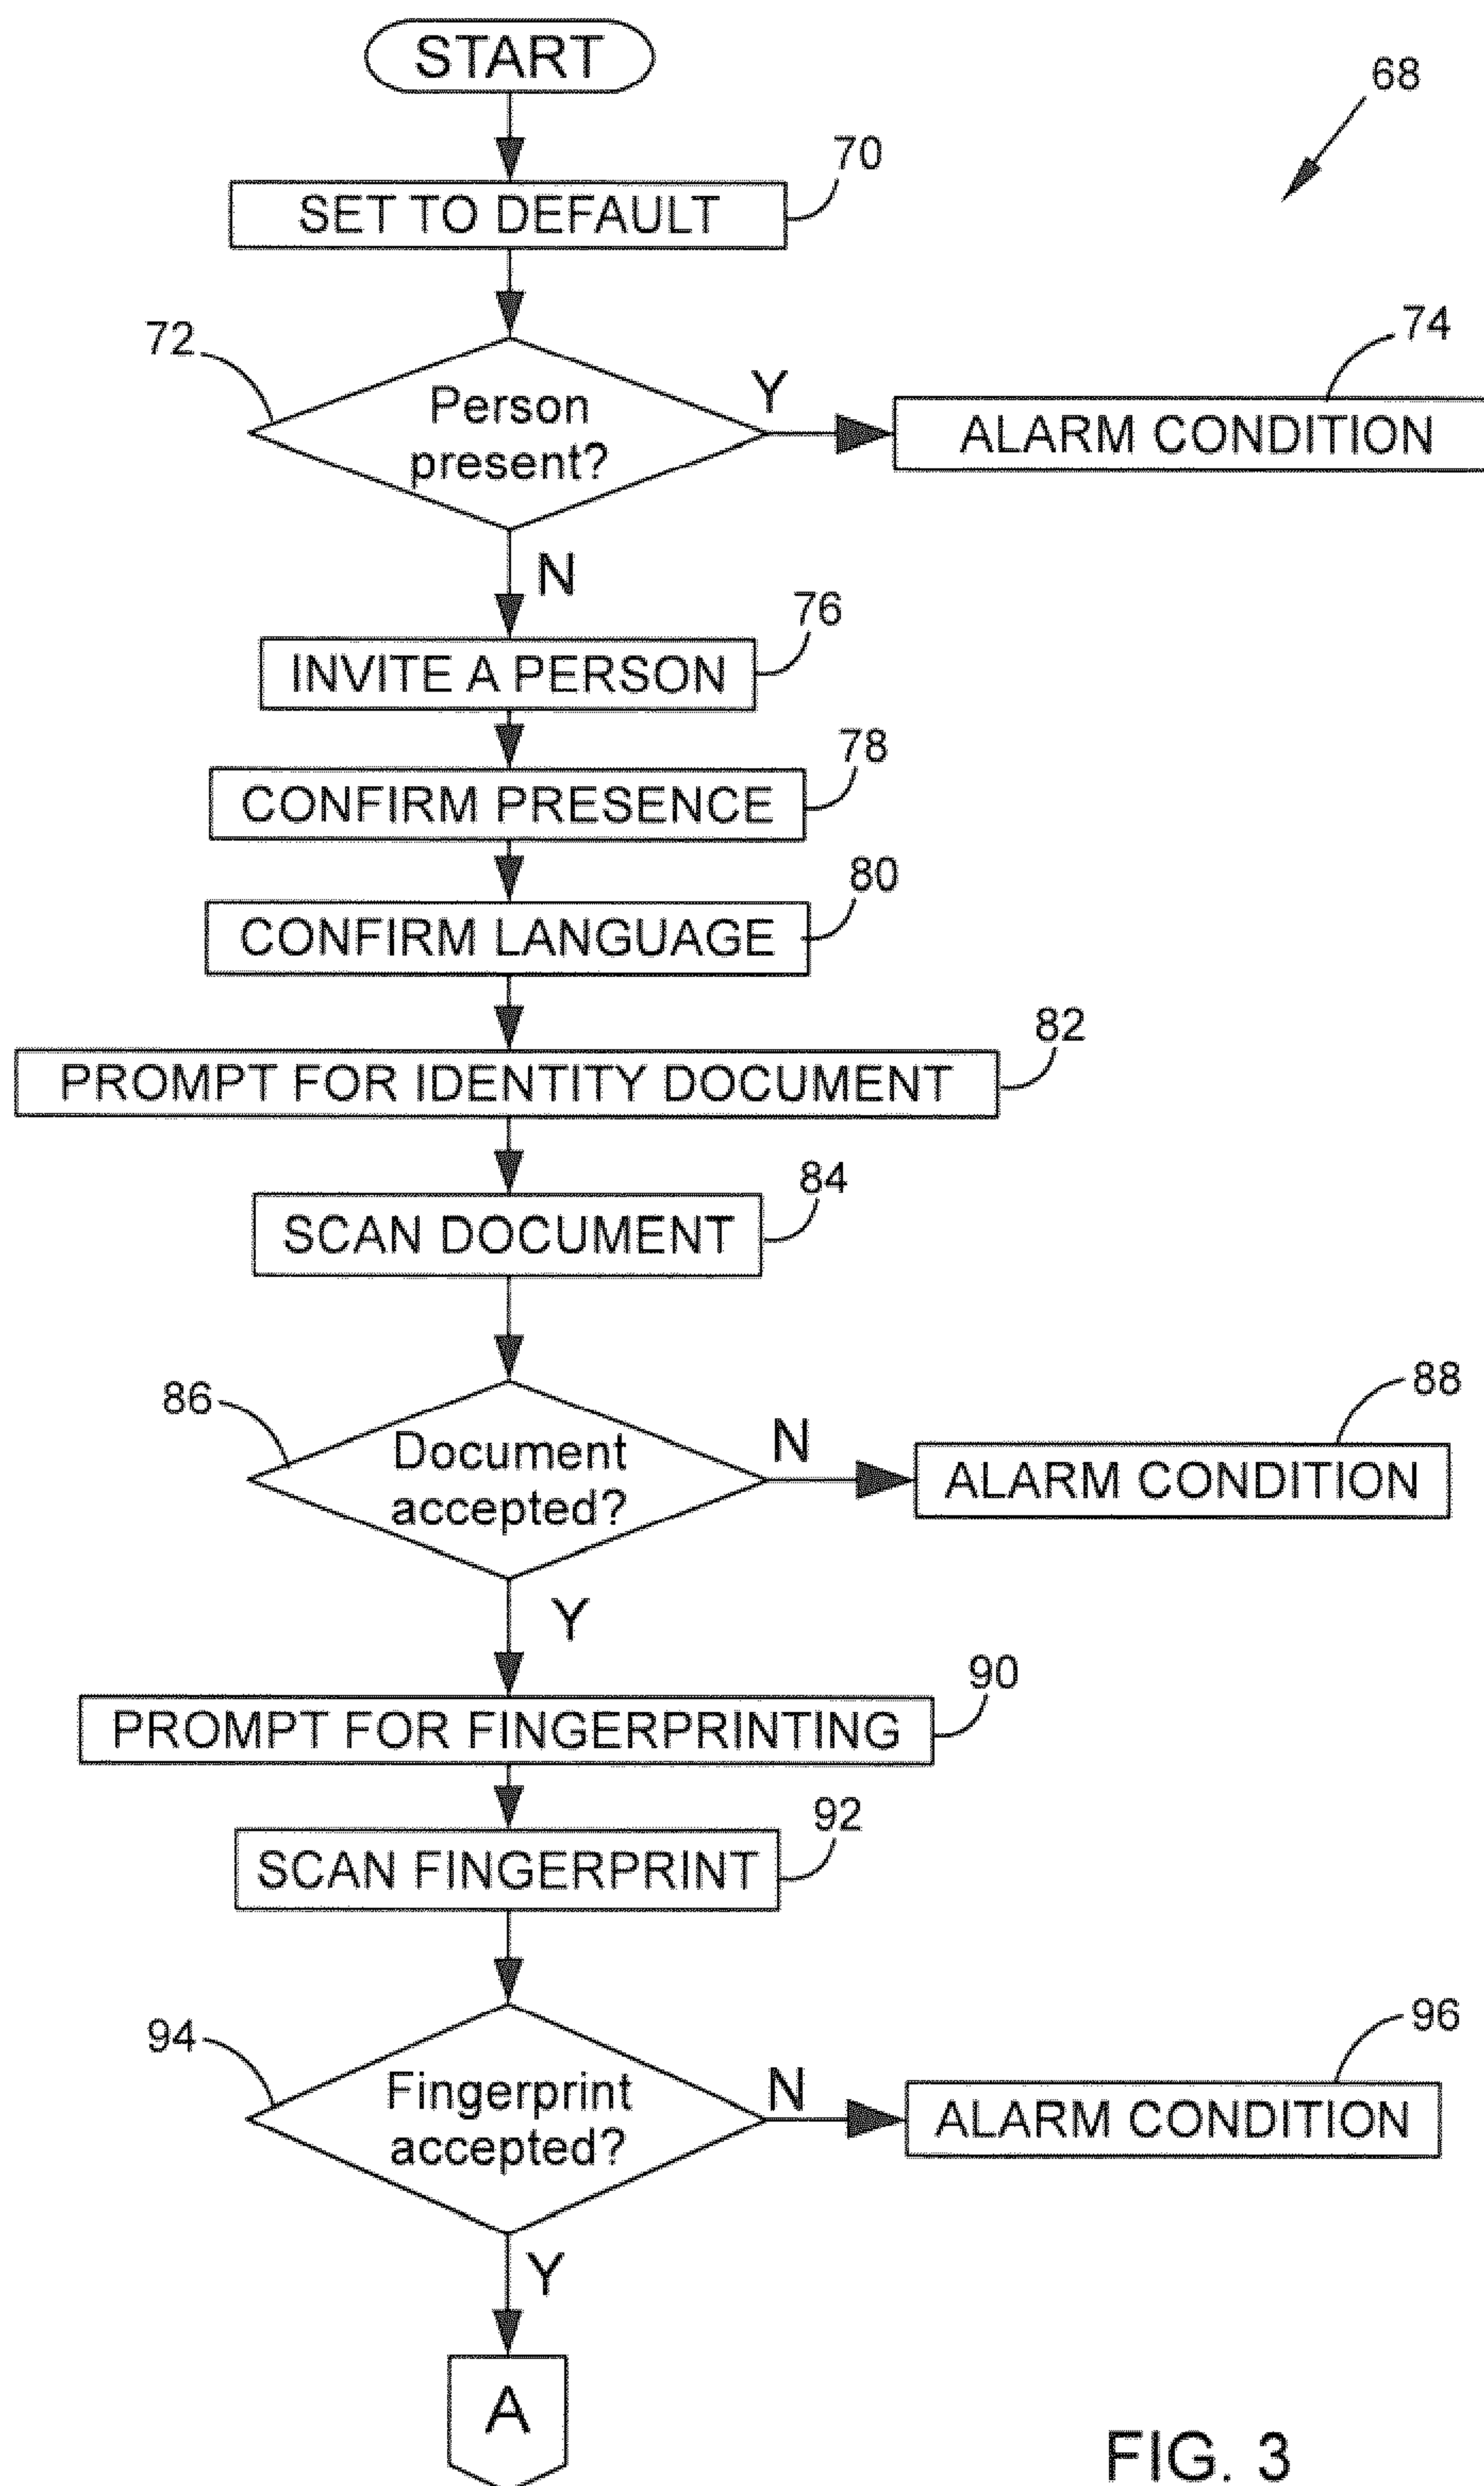 START
68
70
SET TO DEFAULT
72
Person
present?
Y
74
ALARM CONDITION
N
76
INVITE A PERSON
78
CONFIRM PRESENCE
80
CONFIRM LANGUAGE
82
PROMPT FOR IDENTITY DOCUMENT
84
SCAN DOCUMENT
86
Document
accepted?
N
88
ALARM CONDITION
Y
90
PROMPT FOR FINGERPRINTING
92
SCAN FINGERPRINT
94
Fingerprint
accepted?
N
96
ALARM CONDITION
Y
A
FIG. 3